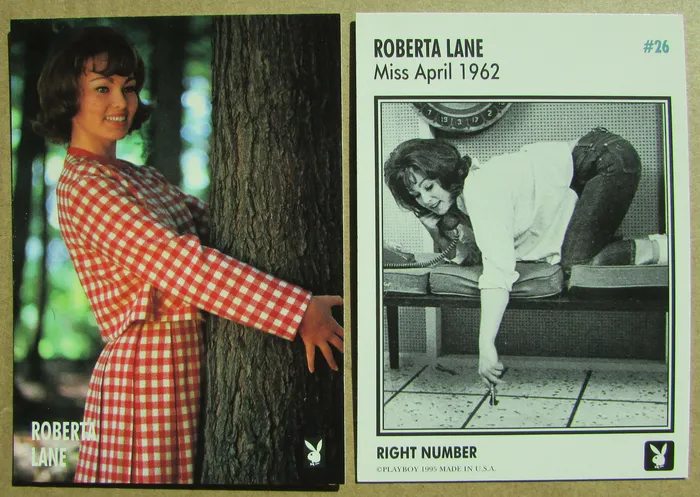 ROBERTA
LANE
ROBERTA LANE
#26
Miss April 1962
RIGHT NUMBER
©PLAYBOY 1995 MADE IN U.S.A.